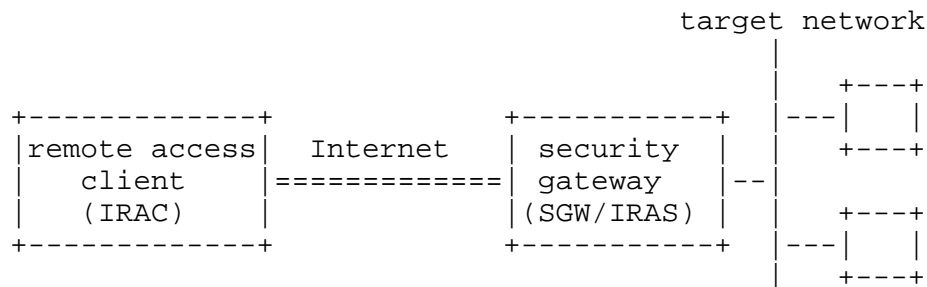 target network
remote access Internet security
client gateway
(IRAC) (SGW/IRAS)